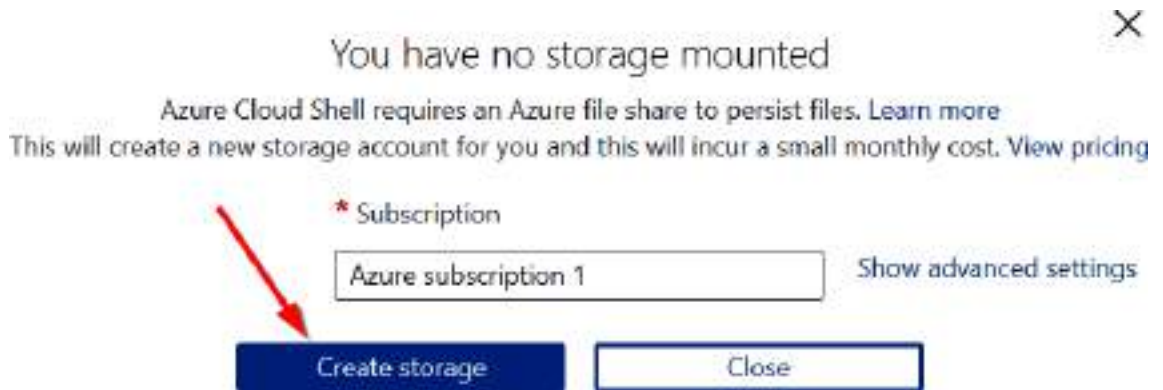 You have no storage mounted
Azure Cloud Shell requires an Azure file share to persist files. Learn more
This will create a new storage account for you and this will incur a small monthly cost. View pricing
* Subscription
Azure subscription 1
Show advanced settings
Create storage
Close